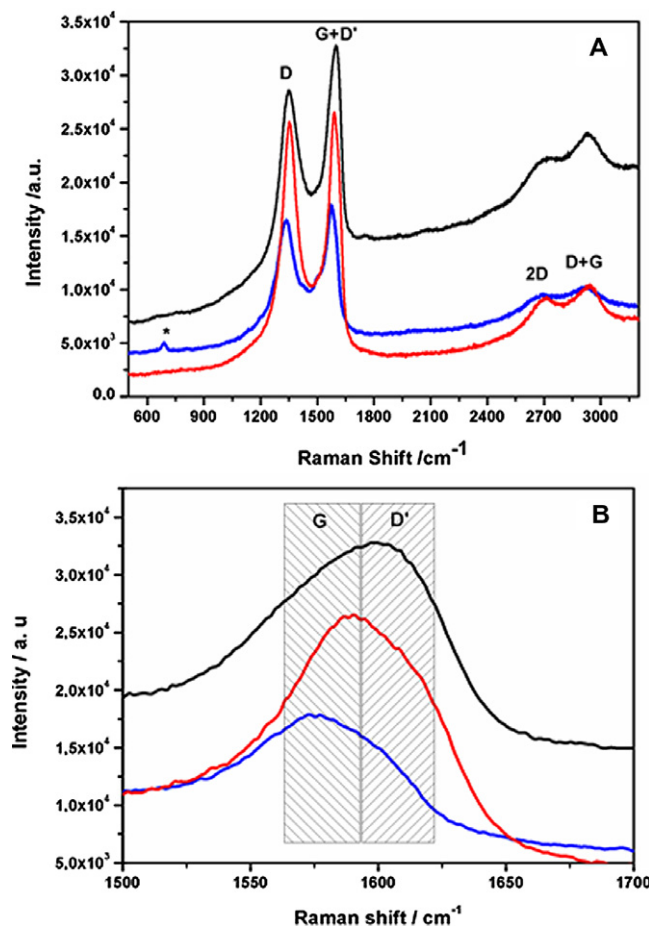 A
G+D'
D
*
2D
D+G
3.5x10⁴
3.0x10⁴
2.5x10⁴
2.0x10⁴
1.5x10⁴
1.0x10⁴
5.0x10³
0.0
Intensity /a.u.
600 900 1200 1500 1800 2100 2400 2700 3000
Raman Shift /cm⁻¹
B
G D'
3.5x10⁴
3.0x10⁴
2.5x10⁴
2.0x10⁴
1.5x10⁴
1.0x10⁴
5.0x10³
Intensity / a. u
1500 1550 1600 1650 1700
Raman shift / cm⁻¹